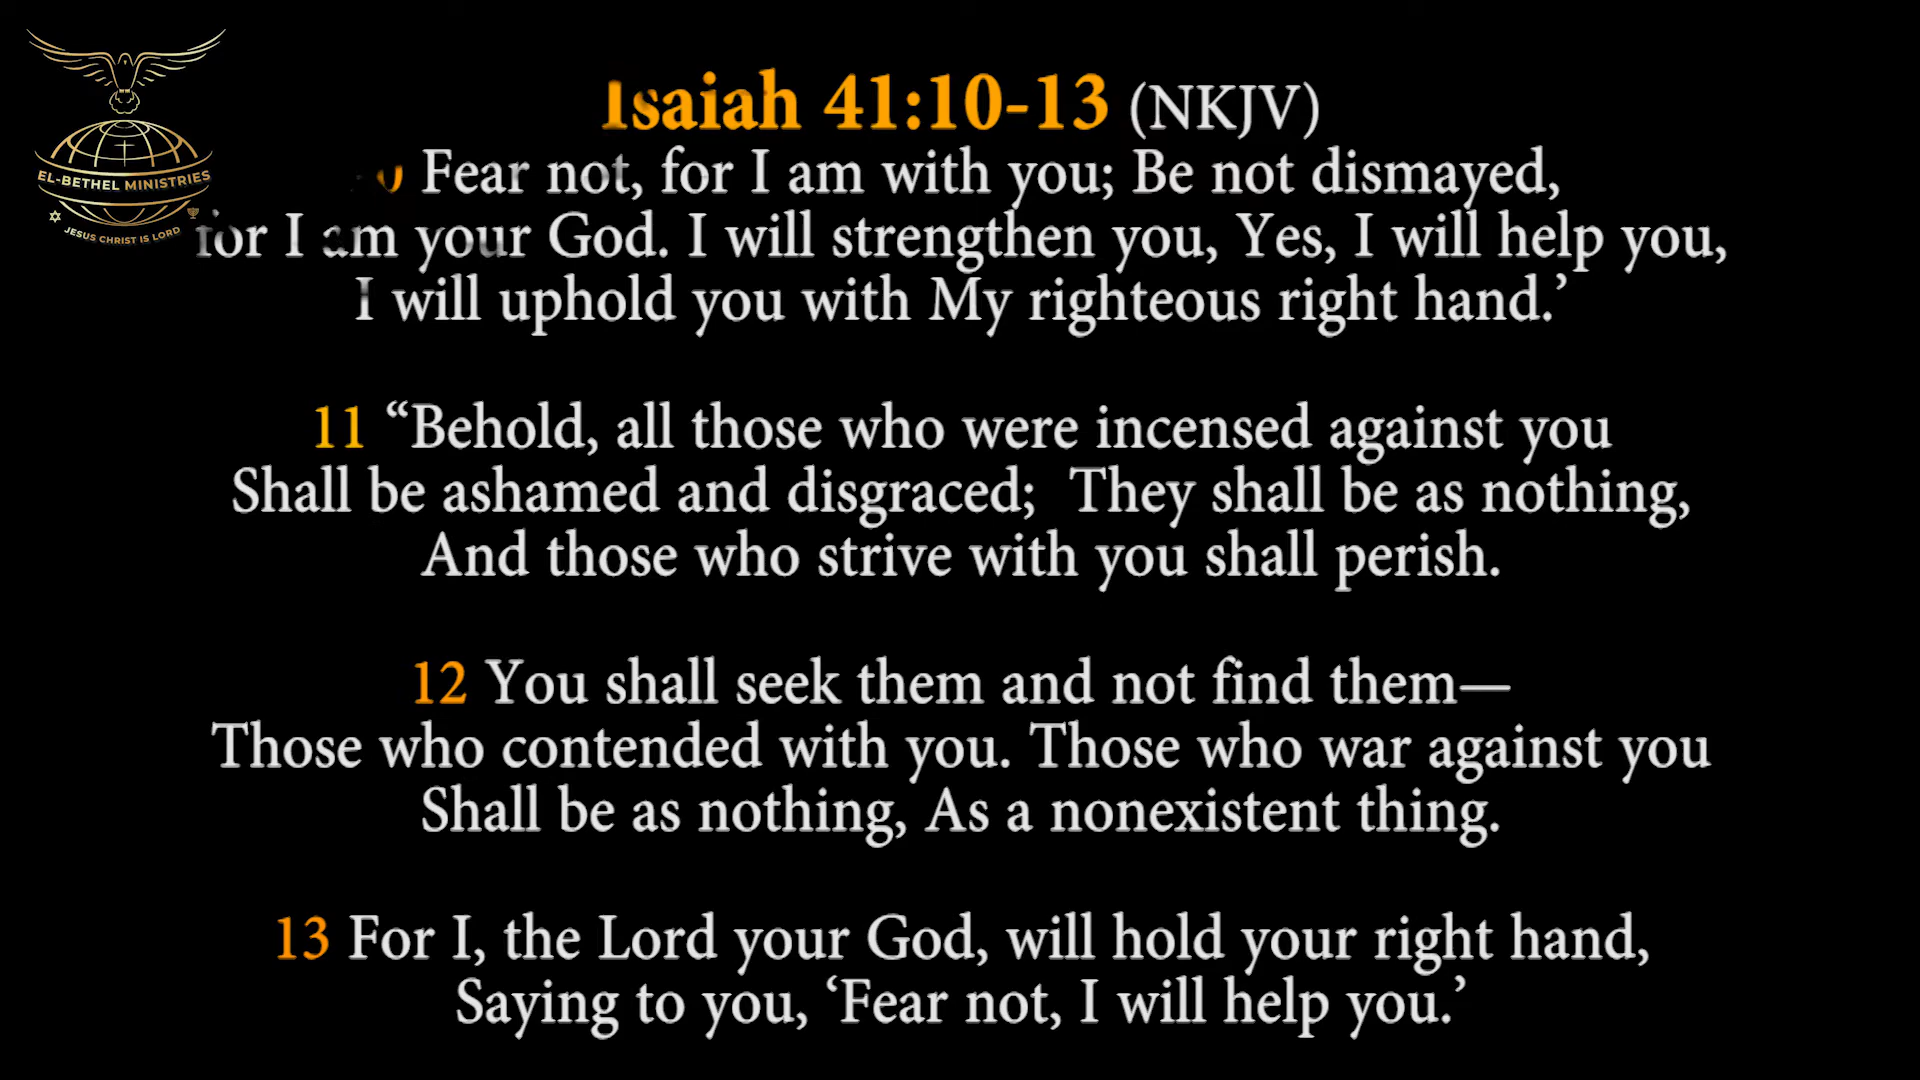 EL-BETHEL MINISTRIES
JESUS CHRIST IS LORD
Isaiah 41:10-13 (NKJV)
Fear not, for I am with you; Be not dismayed,
for I am your God. I will strengthen you, Yes, I will help you,
I will uphold you with My righteous right hand.’
11 “Behold, all those who were incensed against you
Shall be ashamed and disgraced;  They shall be as nothing,
And those who strive with you shall perish.
12 You shall seek them and not find them—
Those who contended with you. Those who war against you
Shall be as nothing, As a nonexistent thing.
13 For I, the Lord your God, will hold your right hand,
Saying to you, ‘Fear not, I will help you.’